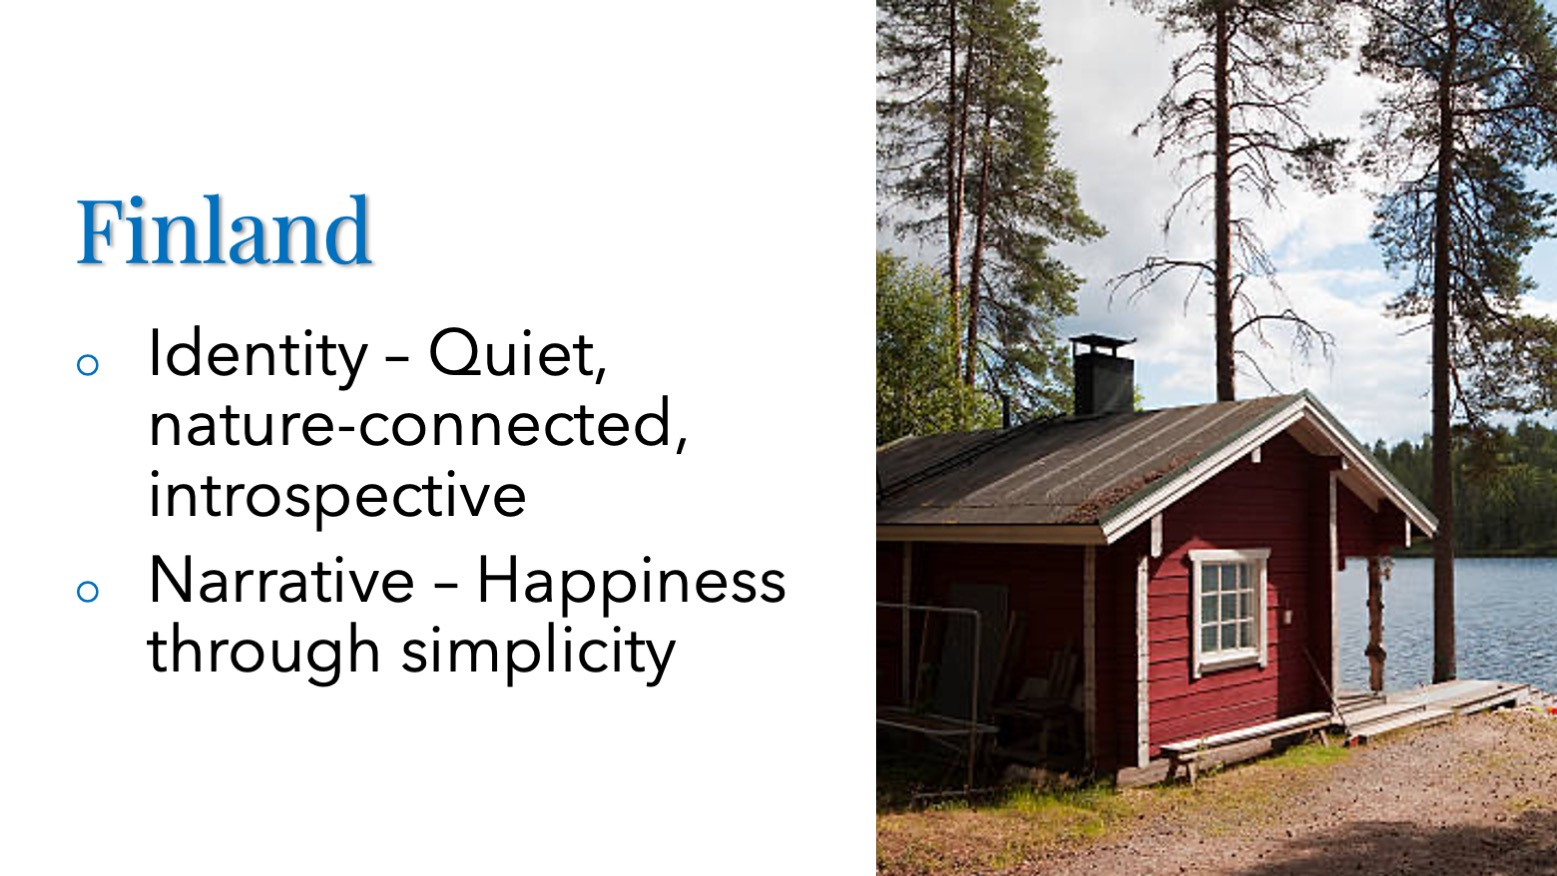 Finland
Identity – Quiet,
nature-connected,
introspective
Narrative – Happiness
through simplicity